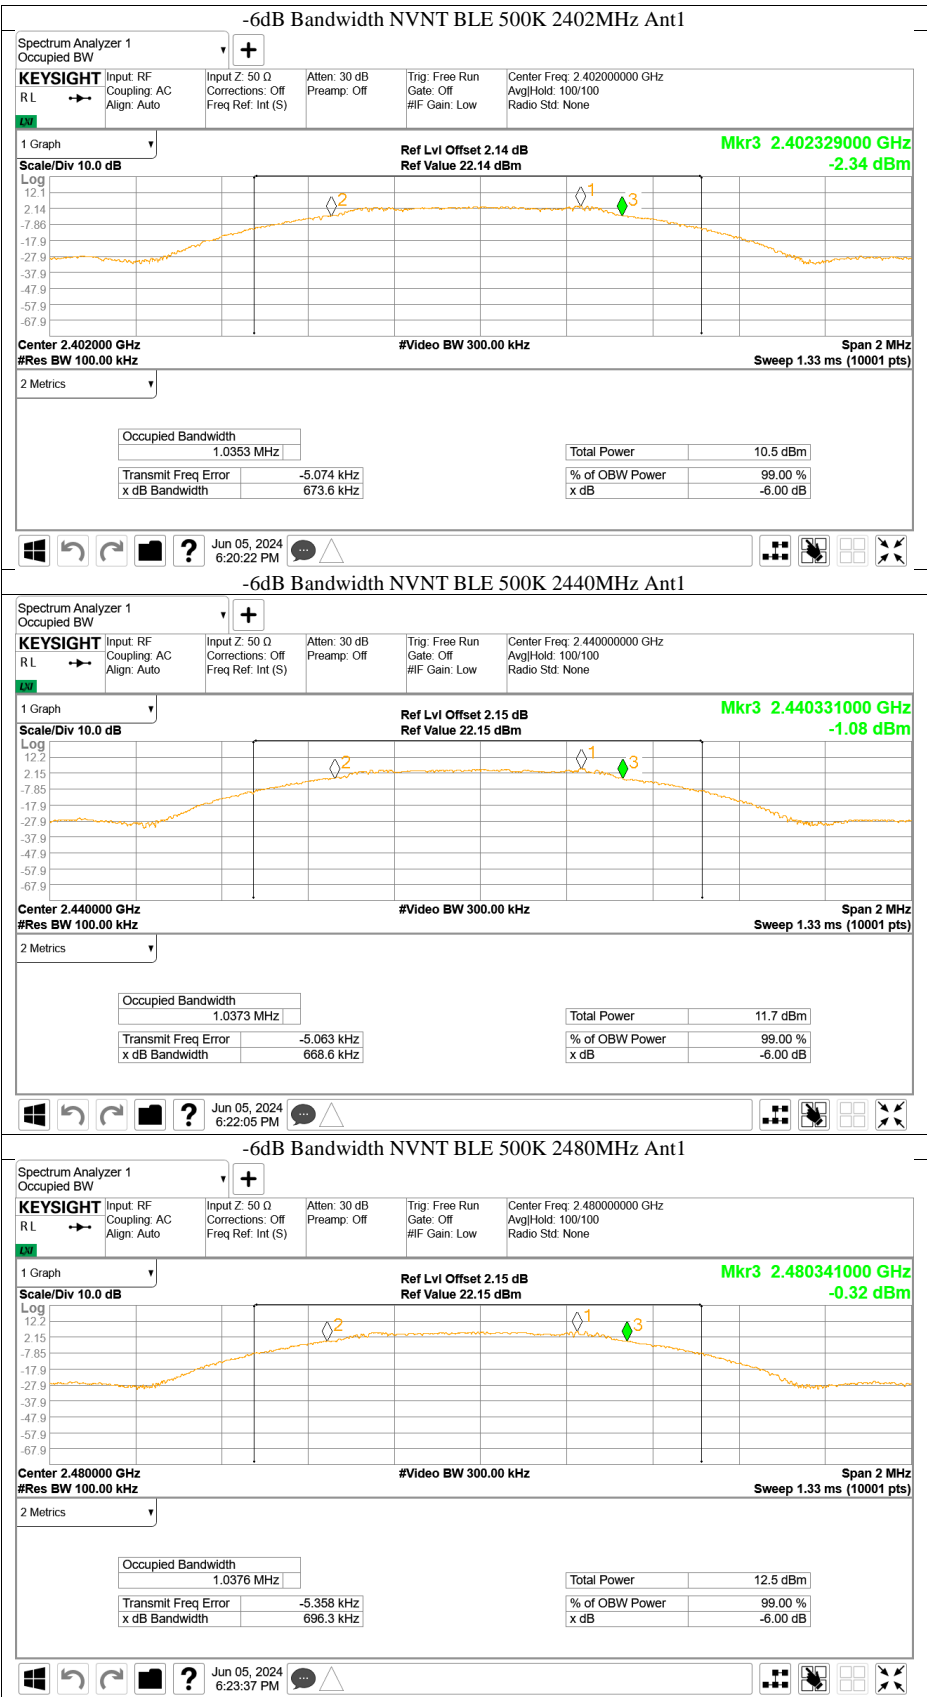 -6dB Bandwidth NVNT BLE 500K 2402MHz Ant1
Spectrum Analyzer 1
Occupied BW
+
KEYSIGHT
RL
LXI
Input: RF
Coupling: AC
Align: Auto
Input Z: 50 Ω
Corrections: Off
Freq Ref: Int (S)
Atten: 30 dB
Preamp: Off
Trig: Free Run
Gate: Off
#IF Gain: Low
Center Freq: 2.402000000 GHz
Avg|Hold: 100/100
Radio Std: None
1 Graph
Scale/Div 10.0 dB
Ref Lvl Offset 2.14 dB
Ref Value 22.14 dBm
Mkr3 2.402329000 GHz
-2.34 dBm
Log
12.1
2.14
-7.86
-17.9
-27.9
-37.9
-47.9
-57.9
-67.9
2
1
3
Center 2.402000 GHz
#Video BW 300.00 kHz
Span 2 MHz
#Res BW 100.00 kHz
Sweep 1.33 ms (10001 pts)
2 Metrics
Occupied Bandwidth
1.0353 MHz
Total Power 10.5 dBm
Transmit Freq Error -5.074 kHz
% of OBW Power 99.00 %
x dB Bandwidth 673.6 kHz
x dB -6.00 dB
?
Jun 05, 2024
6:20:22 PM
-6dB Bandwidth NVNT BLE 500K 2440MHz Ant1
Spectrum Analyzer 1
Occupied BW
+
KEYSIGHT
RL
LXI
Input: RF
Coupling: AC
Align: Auto
Input Z: 50 Ω
Corrections: Off
Freq Ref: Int (S)
Atten: 30 dB
Preamp: Off
Trig: Free Run
Gate: Off
#IF Gain: Low
Center Freq: 2.440000000 GHz
Avg|Hold: 100/100
Radio Std: None
1 Graph
Scale/Div 10.0 dB
Ref Lvl Offset 2.15 dB
Ref Value 22.15 dBm
Mkr3 2.440331000 GHz
-1.08 dBm
Log
12.2
2.15
-7.85
-17.9
-27.9
-37.9
-47.9
-57.9
-67.9
2
1
3
Center 2.440000 GHz
#Video BW 300.00 kHz
Span 2 MHz
#Res BW 100.00 kHz
Sweep 1.33 ms (10001 pts)
2 Metrics
Occupied Bandwidth
1.0373 MHz
Total Power 11.7 dBm
Transmit Freq Error -5.063 kHz
% of OBW Power 99.00 %
x dB Bandwidth 668.6 kHz
x dB -6.00 dB
?
Jun 05, 2024
6:22:05 PM
-6dB Bandwidth NVNT BLE 500K 2480MHz Ant1
Spectrum Analyzer 1
Occupied BW
+
KEYSIGHT
RL
LXI
Input: RF
Coupling: AC
Align: Auto
Input Z: 50 Ω
Corrections: Off
Freq Ref: Int (S)
Atten: 30 dB
Preamp: Off
Trig: Free Run
Gate: Off
#IF Gain: Low
Center Freq: 2.480000000 GHz
Avg|Hold: 100/100
Radio Std: None
1 Graph
Scale/Div 10.0 dB
Ref Lvl Offset 2.15 dB
Ref Value 22.15 dBm
Mkr3 2.480341000 GHz
-0.32 dBm
Log
12.2
2.15
-7.85
-17.9
-27.9
-37.9
-47.9
-57.9
-67.9
2
1
3
Center 2.480000 GHz
#Video BW 300.00 kHz
Span 2 MHz
#Res BW 100.00 kHz
Sweep 1.33 ms (10001 pts)
2 Metrics
Occupied Bandwidth
1.0376 MHz
Total Power 12.5 dBm
Transmit Freq Error -5.358 kHz
% of OBW Power 99.00 %
x dB Bandwidth 696.3 kHz
x dB -6.00 dB
?
Jun 05, 2024
6:23:37 PM